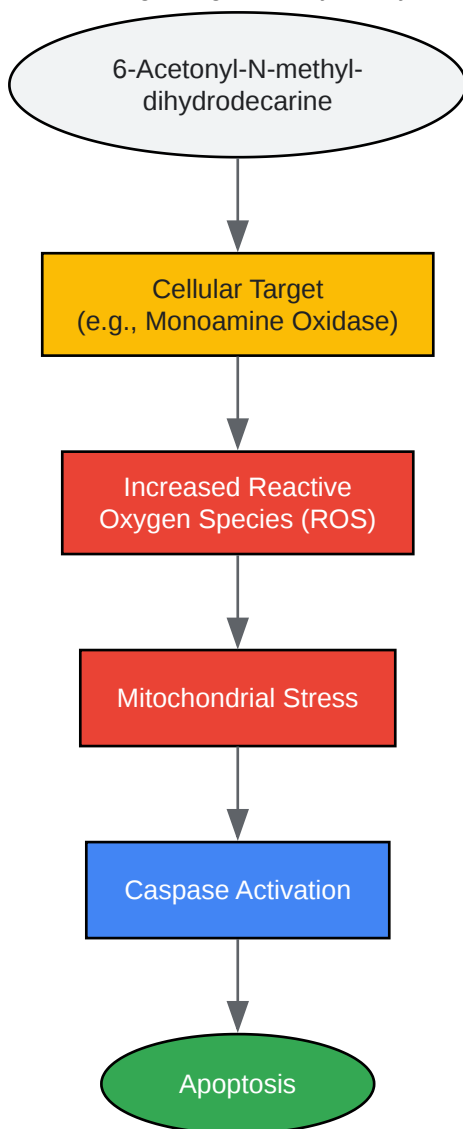 6-Acetonyl-N-methyl-
dihydrodecarine
Cellular Target
(e.g., Monoamine Oxidase)
Increased Reactive
Oxygen Species (ROS)
Mitochondrial Stress
Caspase Activation
Apoptosis